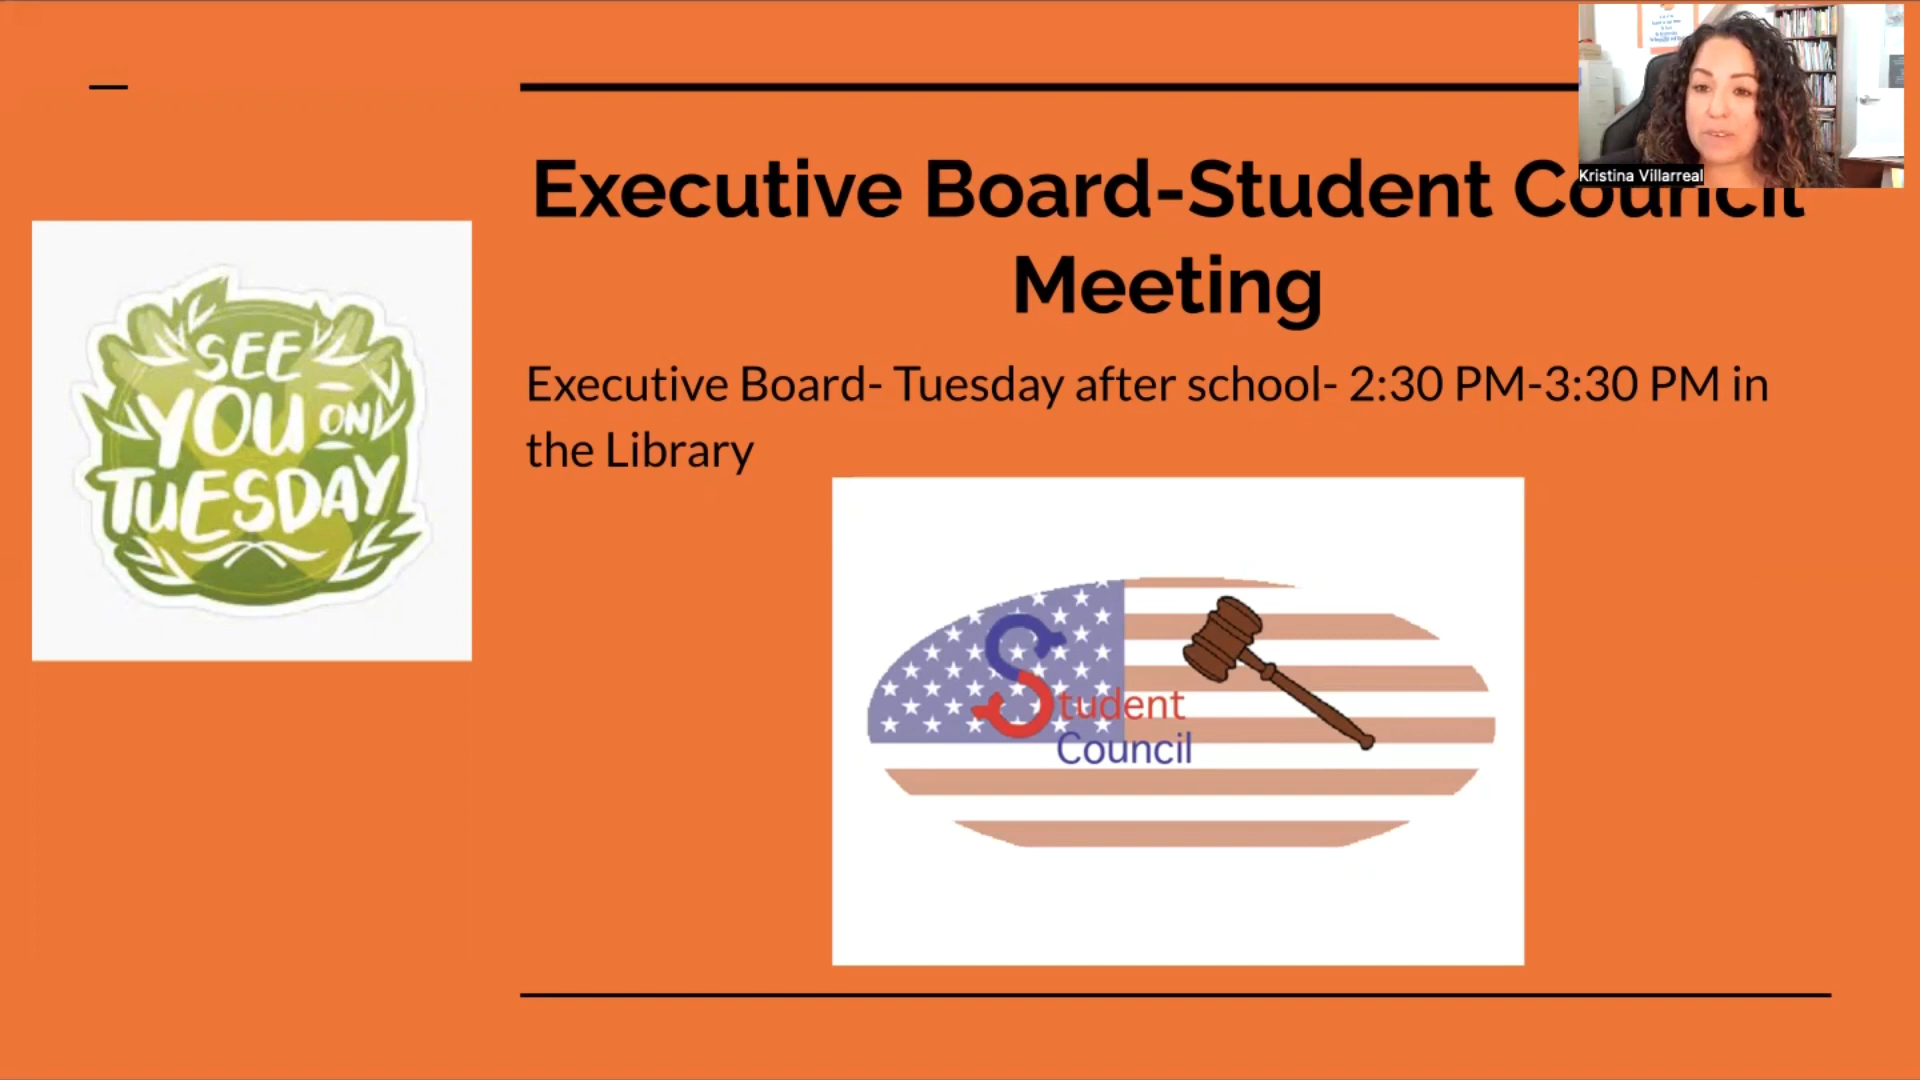 Executive Board-Student Council
Meeting
Kristina Villarreal
Executive Board- Tuesday after school- 2:30 PM-3:30 PM in
the Library
SEE
YOU ON
TUESDAY
Student
Council